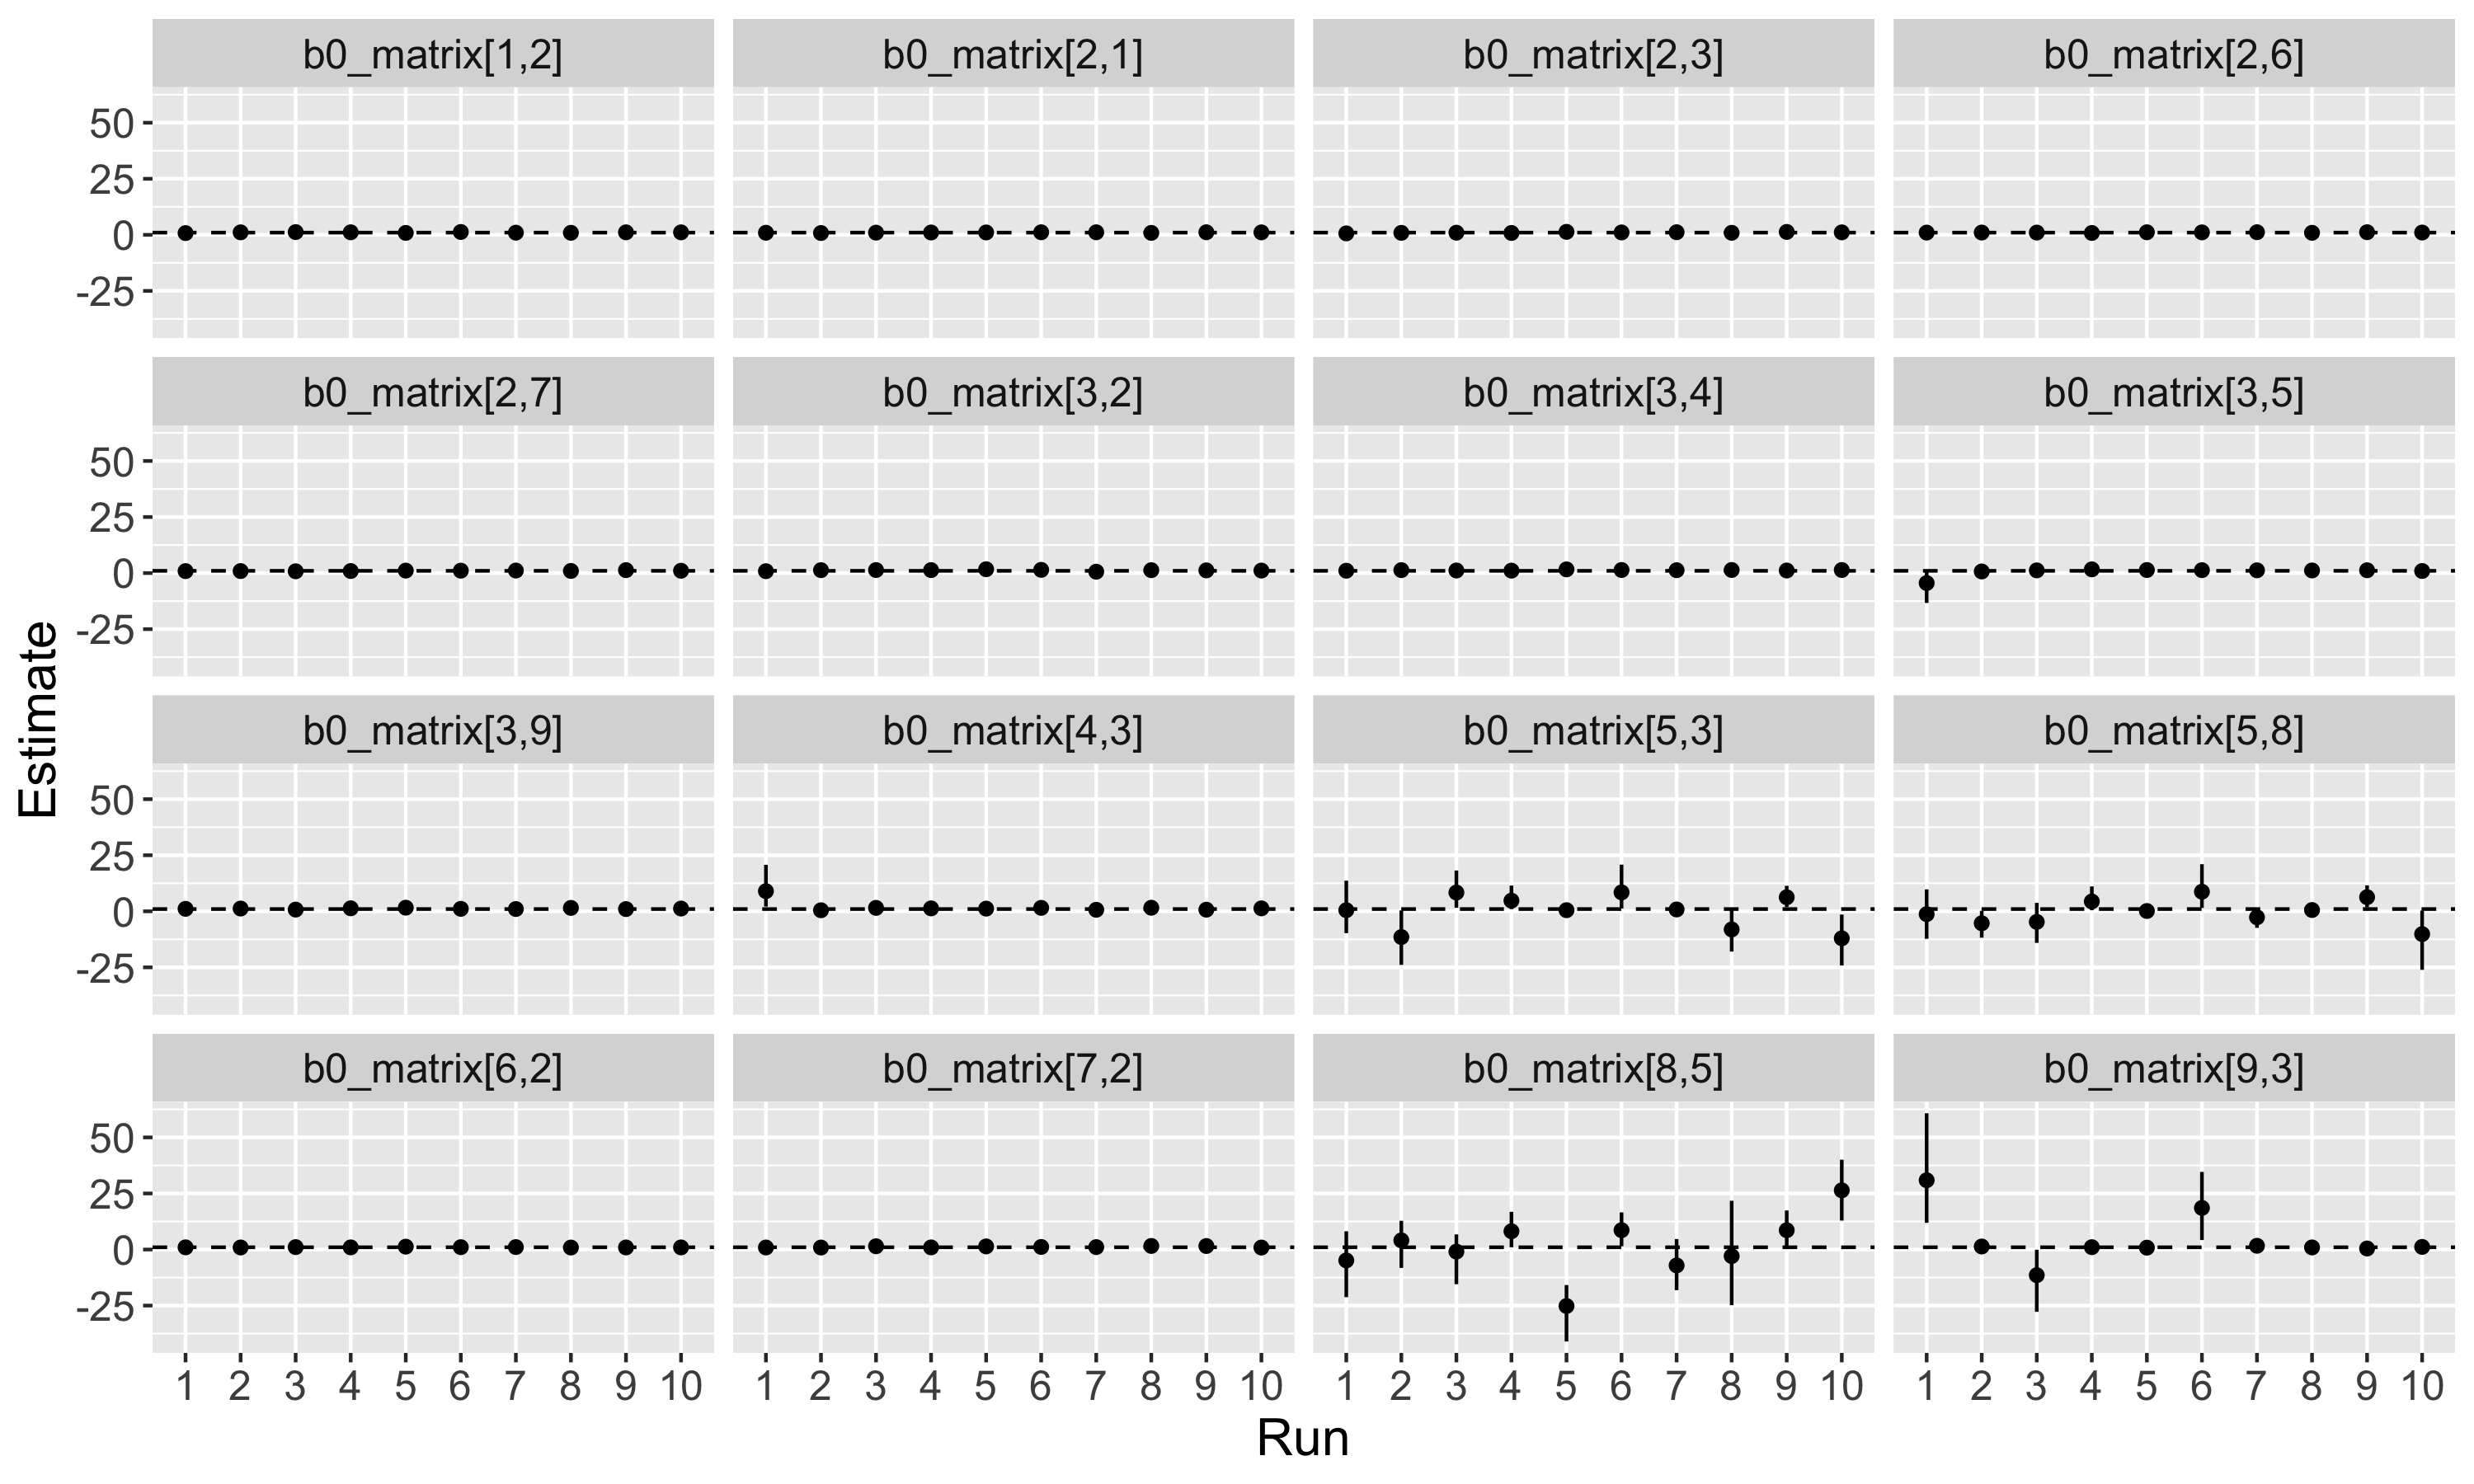 b0_matrix[1,2] b0_matrix[2,1] b0_matrix[2,3] b0_matrix[2,6]
50
25
0
-25
b0_matrix[2,7] b0_matrix[3,2] b0_matrix[3,4] b0_matrix[3,5]
50
25
0
-25
Estimate
b0_matrix[3,9] b0_matrix[4,3] b0_matrix[5,3] b0_matrix[5,8]
50
25
0
-25
b0_matrix[6,2] b0_matrix[7,2] b0_matrix[8,5] b0_matrix[9,3]
50
25
0
-25
1 2 3 4 5 6 7 8 9 10 1 2 3 4 5 6 7 8 9 10 1 2 3 4 5 6 7 8 9 10 1 2 3 4 5 6 7 8 9 10
Run